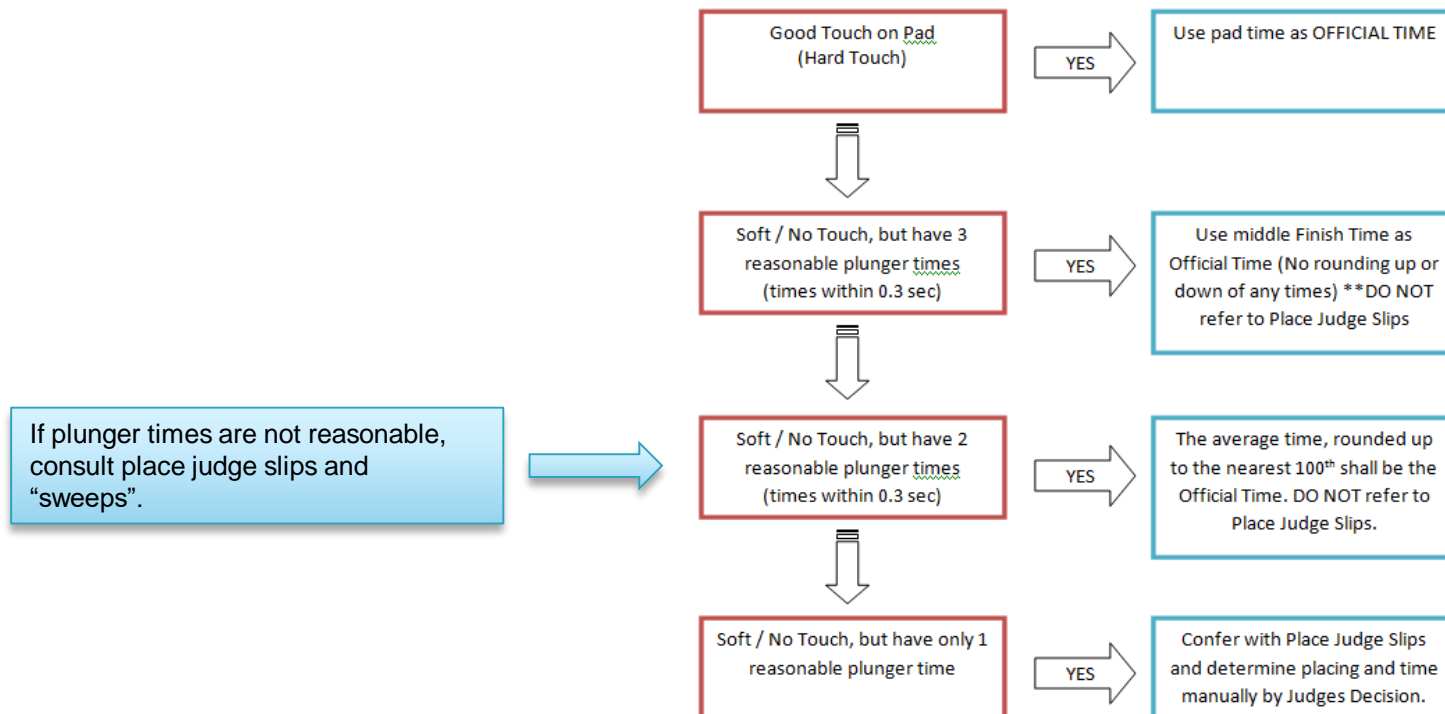 Good Touch on Pad
(Hard Touch)
YES
Use pad time as OFFICIAL TIME
Soft / No Touch, but have 3
reasonable plunger times
(times within 0.3 sec)
YES
Use middle Finish Time as
Official Time (No rounding up or
down of any times) **DO NOT
refer to Place Judge Slips
If plunger times are not reasonable,
consult place judge slips and
“sweeps”.
Soft / No Touch, but have 2
reasonable plunger times
(times within 0.3 sec)
YES
The average time, rounded up
to the nearest 100th shall be the
Official Time. DO NOT refer to
Place Judge Slips.
Soft / No Touch, but have only 1
reasonable plunger time
YES
Confer with Place Judge Slips
and determine placing and time
manually by Judges Decision.